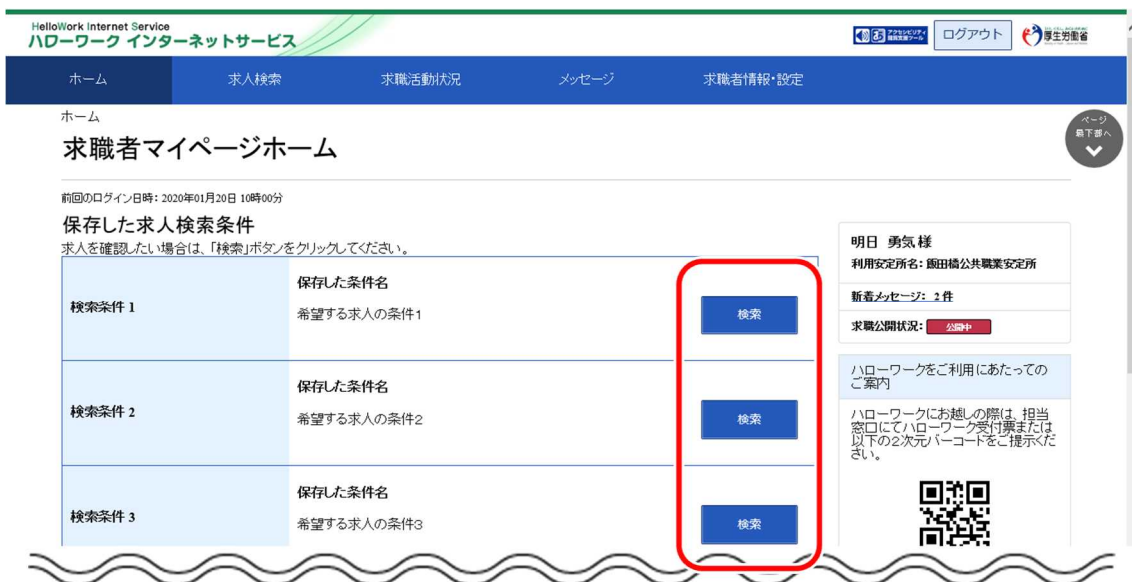 HelloWork Internet Service
ハローワーク インターネットサービス
ログアウト
厚生労働省
ホーム
求人検索
求職活動状況
メッセージ
求職者情報・設定
ホーム
ページ
最下部へ
求職者マイページホーム
前回のログイン日時：2020年01月20日 10時00分
保存した求人検索条件
求人を確認したい場合は、「検索」ボタンをクリックしてください。
検索条件 1
保存した条件名
希望する求人の条件1
検索
検索条件 2
保存した条件名
希望する求人の条件2
検索
検索条件 3
保存した条件名
希望する求人の条件3
検索
明日 勇気 様
利用安定所名：飯田橋公共職業安定所
新着メッセージ： 2 件
求職公開状況：
公開中
ハローワークをご利用にあたっての
ご案内
ハローワークにお越しの際は、担当
窓口にてハローワーク受付票または
以下の2次元バーコードをご提示くだ
さい。